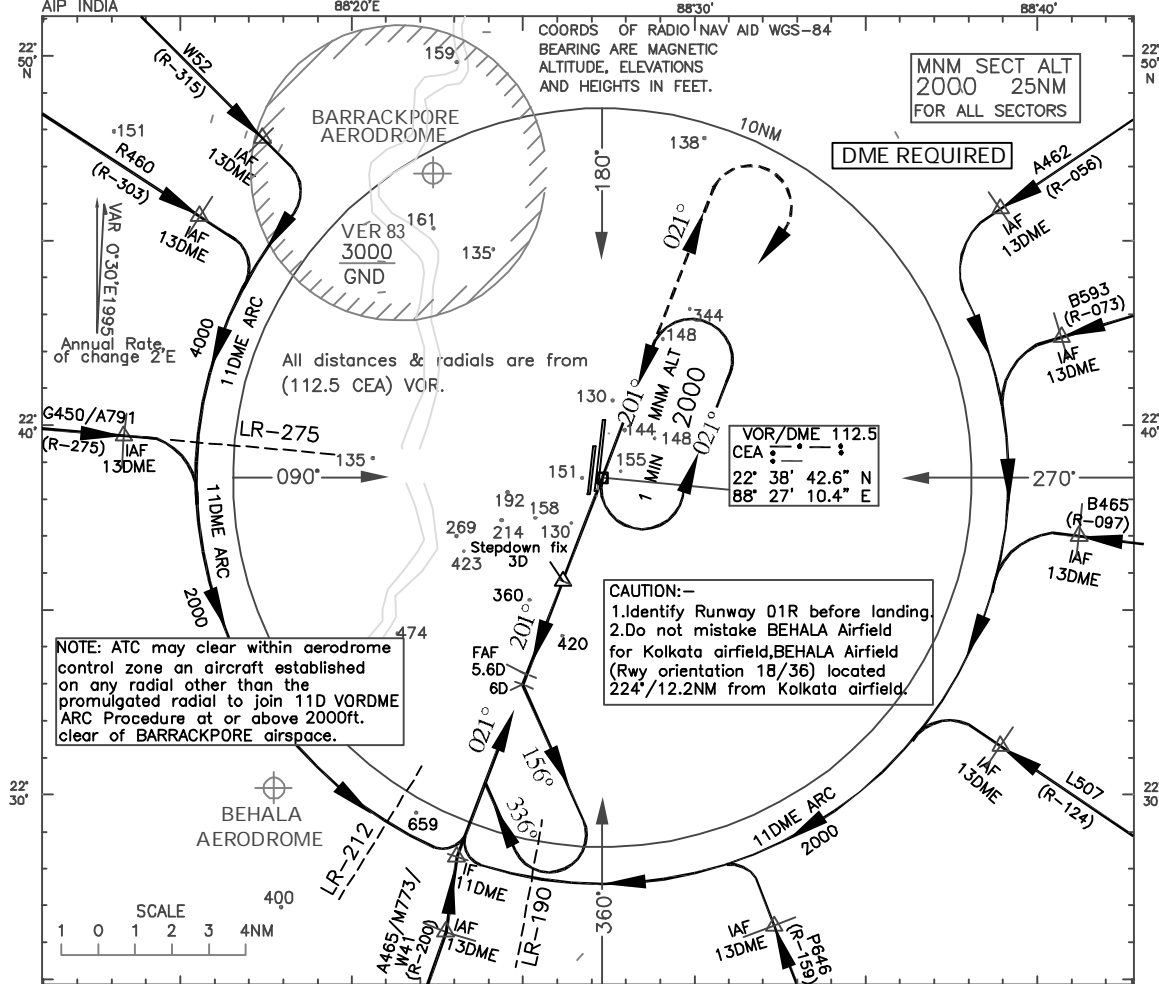 AIP INDIA
88°20'E
88°30'
88°40'
22°
50'
N
22°
50'
N
COORDS OF RADIO NAV AID WGS-84
BEARING ARE MAGNETIC
ALTITUDE, ELEVATIONS
AND HEIGHTS IN FEET.
MNM SECT ALT
2000 25NM
FOR ALL SECTORS
DME REQUIRED
W52
(R-315)
IAF
13DME
159
BARRACKPORE
AERODROME
10NM
138
A462
(R-056)
IAF
13DME
151
R460
(R-303)
IAF
13DME
180°
161
VER 83
3000
GND
135
021°
VAR 0°30'E1995
Annual Rate
of change 2'E
4000
11DME ARC
B593
(R-073)
IAF
13DME
344
148
All distances & radials are from
(112.5 CEA) VOR.
201°
1 MIN MNM ALT
2000
021°
130
144
148
155
151
22°
40'
22°
40'
G450/A791
(R-275)
IAF
13DME
LR-275
135
090°
270°
VOR/DME 112.5
CEA
22° 38' 42.6" N
88° 27' 10.4" E
B465
(R-097)
IAF
13DME
11DME ARC
2000
192
158
269
214
130
423
Stepdown fix
3D
360
201°
420
474
FAF
5.6D
6D
CAUTION:-
1.Identify Runway 01R before landing.
2.Do not mistake BEHALA Airfield
for Kolkata airfield,BEHALA Airfield
(Rwy orientation 18/36) located
224°/12.2NM from Kolkata airfield.
NOTE: ATC may clear within aerodrome
control zone an aircraft established
on any radial other than the
promulgated radial to join 11D VORDME
ARC Procedure at or above 2000ft.
clear of BARRACKPORE airspace.
021°
156°
336°
IAF
13DME
L507
(R-124)
22°
30'
22
30
BEHALA
AERODROME
659
LR-212
IF
11DME
LR-190
360°
11DME ARC
2000
400
SCALE
1 0 1 2 3 4NM
A465/M773/
W41
(R-200)
IAF
13DME
IAF
13DME
P646
(R-159)